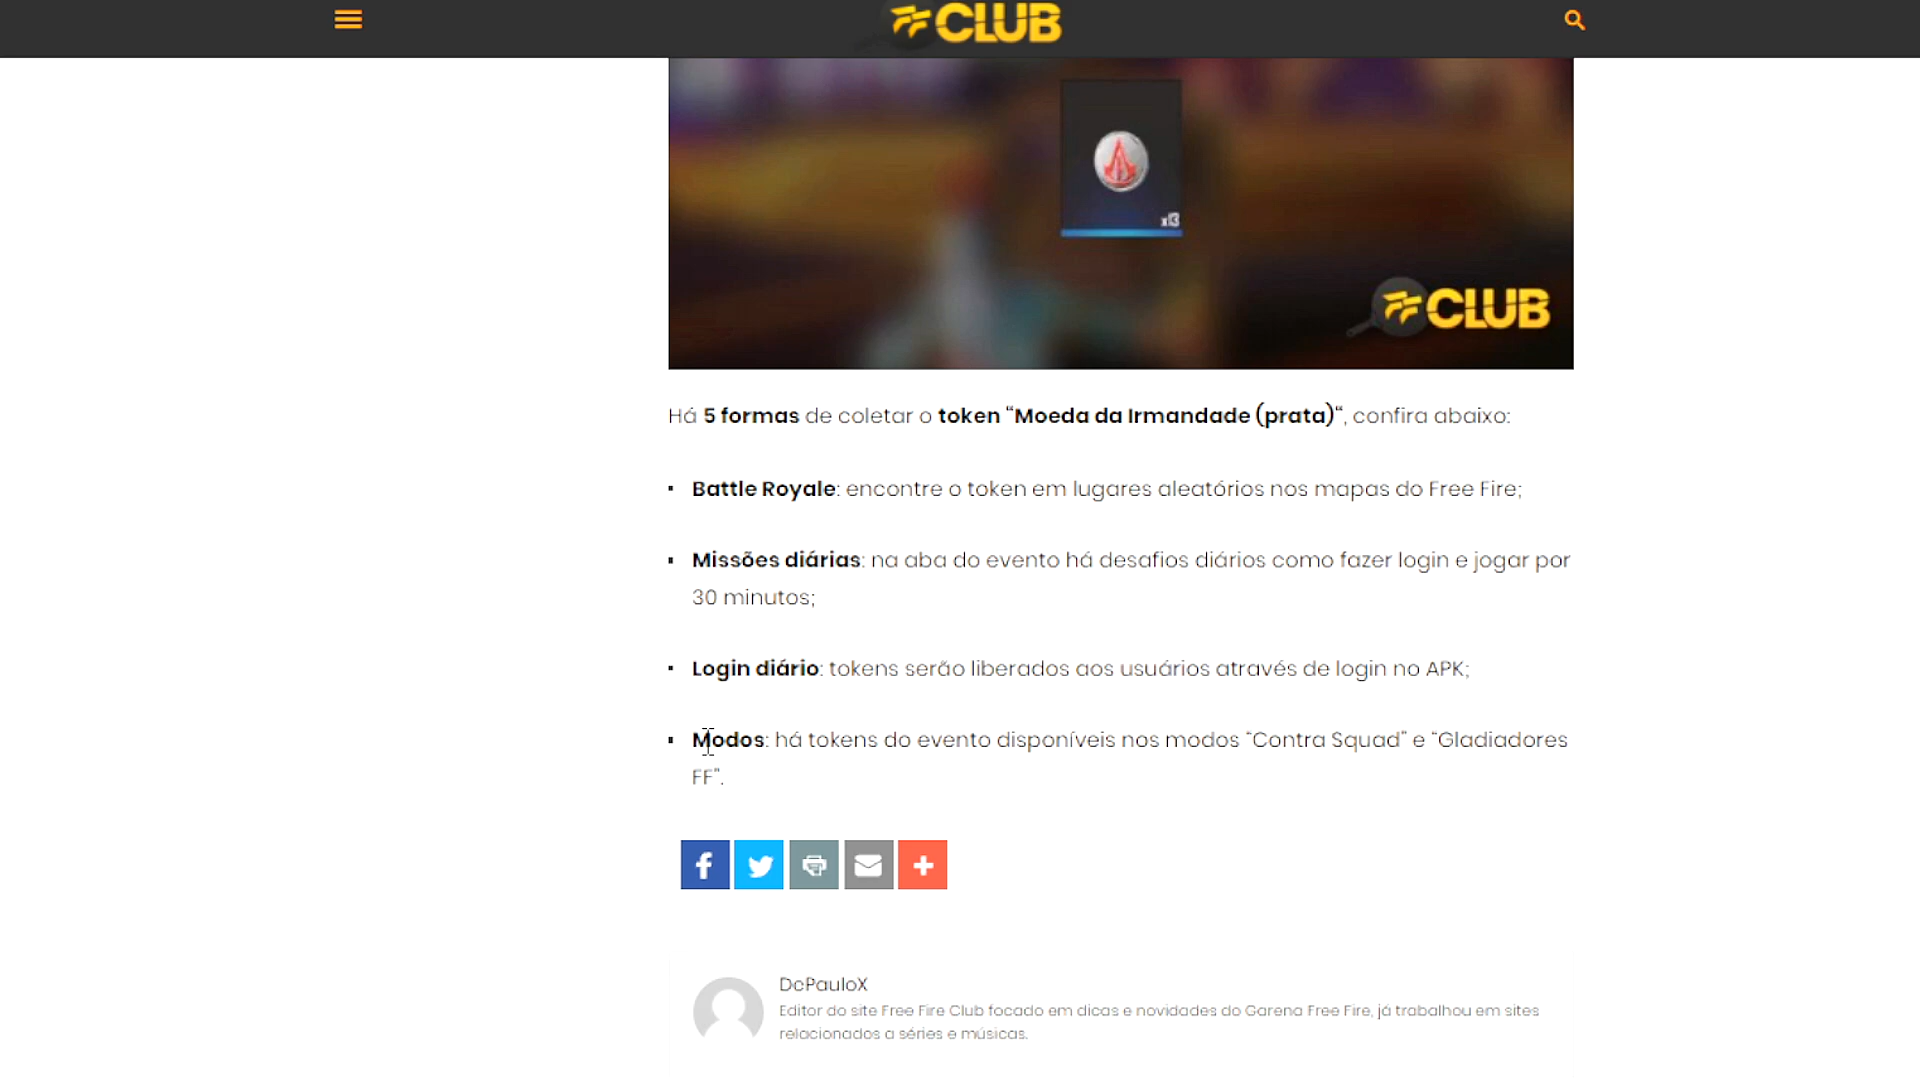 FF CLUB
x13
FF CLUB
Há 5 formas de coletar o token “Moeda da Irmandade (prata)“, confira abaixo:
▪ Battle Royale: encontre o token em lugares aleatórios nos mapas do Free Fire;
▪ Missões diárias: na aba do evento há desafios diários como fazer login e jogar por
30 minutos;
▪ Login diário: tokens serão liberados aos usuários através de login no APK;
▪ Modos: há tokens do evento disponíveis nos modos “Contra Squad” e “Gladiadores
FF”.
DcPauloX
Editor do site Free Fire Club focado em dicas e novidades do Garena Free Fire, já trabalhou em sites
relacionados a séries e músicas.